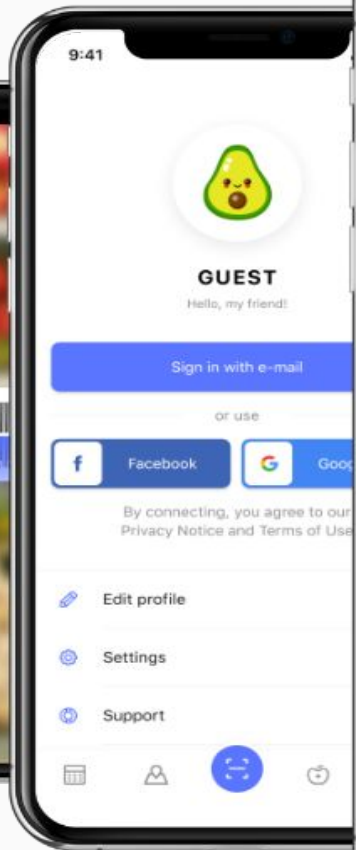 9:41
GUEST
Hello, my friend!
Sign in with e-mail
or use
f Facebook
G Goog
By connecting, you agree to our
Privacy Notice and Terms of Use
Edit profile
Settings
Support